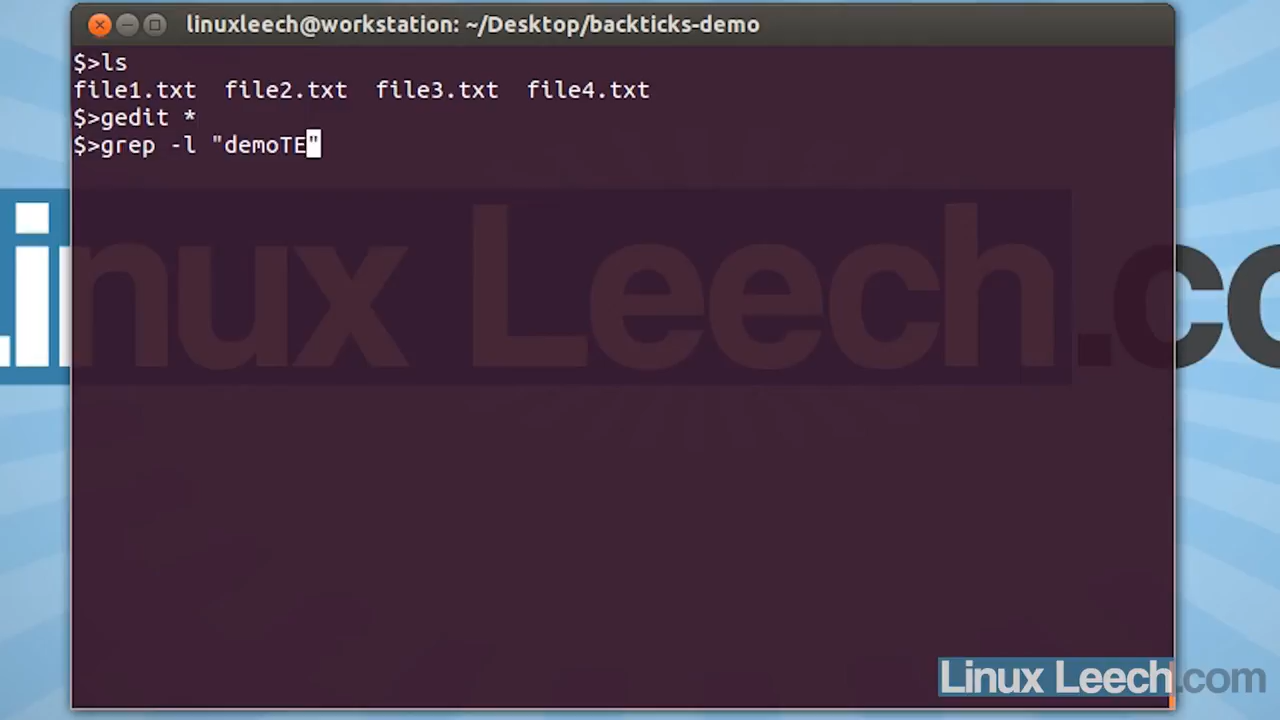 linuxleech@workstation: ~/Desktop/backticks-demo
$>ls
file1.txt  file2.txt  file3.txt  file4.txt
$>gedit *
$>grep -l "demoTE"
Linux Leech.co
Linux Leech.com